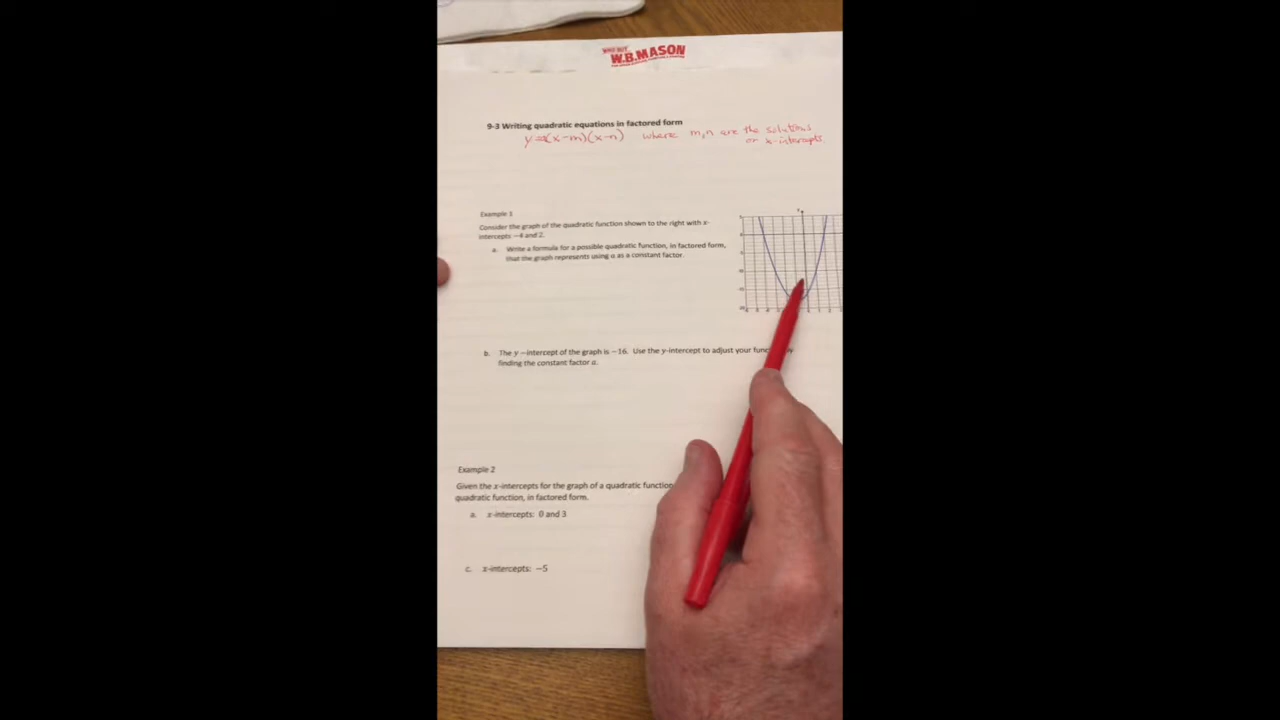 WHO BUT
W.B.MASON
9-3 Writing quadratic equations in factored form
y=(x-m)(x-n) where m,n are the solutions
or x-intercepts
Example 1
Consider the graph of the quadratic function shown to the right with x-
intercepts −4 and 2.
a. Write a formula for a possible quadratic function, in factored form,
that the graph represents using a as a constant factor.
b. The y −intercept of the graph is −16. Use the y-intercept to adjust your by
finding the constant factor a.
Example 2
Given the x-intercepts for the graph of a quadratic function
quadratic function, in factored form.
a. x-intercepts: 0 and 3
c. x-intercepts: −5